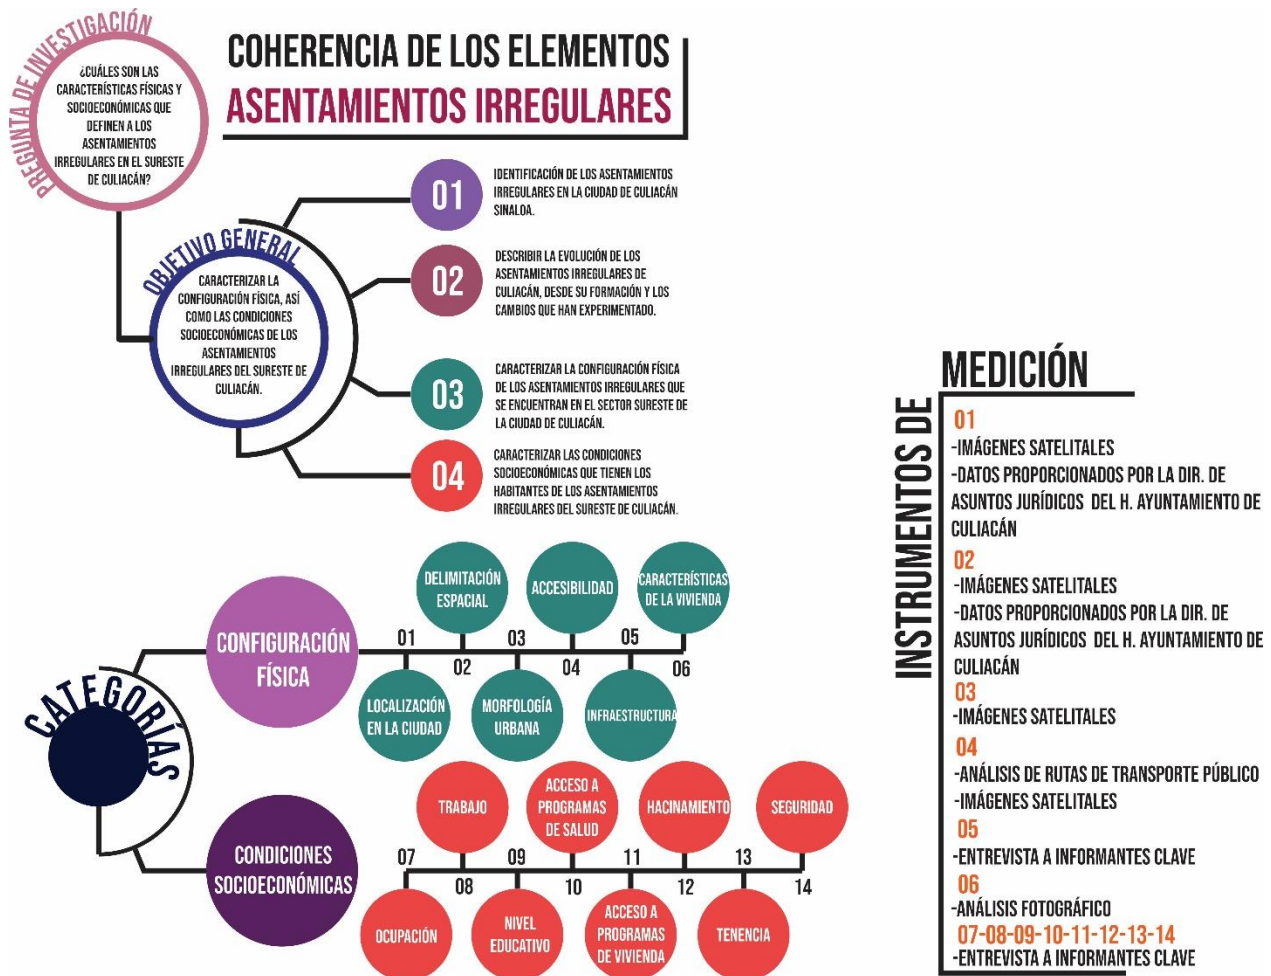 PREGUNTA DE INVESTIGACIÓN
¿CUÁLES SON LAS
CARACTERÍSTICAS FÍSICAS Y
SOCIOECONÓMICAS QUE
DEFINEN A LOS
ASENTAMIENTOS
IRREGULARES EN EL SURESTE
DE CULIACÁN?
COHERENCIA DE LOS ELEMENTOS
ASENTAMIENTOS IRREGULARES
OBJETIVO GENERAL
CARACTERIZAR LA
CONFIGURACIÓN FÍSICA, ASÍ
COMO LAS CONDICIONES
SOCIOECONÓMICAS DE LOS
ASENTAMIENTOS
IRREGULARES DEL SURESTE DE
CULIACÁN.
01
IDENTIFICACIÓN DE LOS ASENTAMIENTOS
IRREGULARES EN LA CIUDAD DE CULIACÁN
SINALOA.
02
DESCRIBIR LA EVOLUCIÓN DE LOS
ASENTAMIENTOS IRREGULARES DE
CULIACÁN, DESDE SU FORMACIÓN Y LOS
CAMBIOS QUE HAN EXPERIMENTADO.
03
CARACTERIZAR LA CONFIGURACIÓN FÍSICA
DE LOS ASENTAMIENTOS IRREGULARES QUE
SE ENCUENTRAN EN EL SECTOR SURESTE DE
LA CIUDAD DE CULIACÁN.
04
CARACTERIZAR LAS CONDICIONES
SOCIOECONÓMICAS QUE TIENEN LOS
HABITANTES DE LOS ASENTAMIENTOS
IRREGULARES DEL SURESTE DE CULIACÁN.
CATEGORÍAS
CONFIGURACIÓN
FÍSICA
DELIMITACIÓN
ESPACIAL
ACCESIBILIDAD
CARACTERÍSTICAS
DE LA VIVIENDA
01
03
05
02
04
06
LOCALIZACIÓN
EN LA CIUDAD
MORFOLOGÍA
URBANA
INFRAESTRUCTURA
CONDICIONES
SOCIOECONÓMICAS
TRABAJO
ACCESO A
PROGRAMAS
DE SALUD
HACINAMIENTO
SEGURIDAD
07
09
11
13
08
10
12
14
OCUPACIÓN
NIVEL
EDUCATIVO
ACCESO A
PROGRAMAS
DE VIVIENDA
TENENCIA
INSTRUMENTOS DE
MEDICIÓN
01
-IMÁGENES SATELITALES
-DATOS PROPORCIONADOS POR LA DIR. DE
ASUNTOS JURÍDICOS DEL H. AYUNTAMIENTO DE
CULIACÁN
02
-IMÁGENES SATELITALES
-DATOS PROPORCIONADOS POR LA DIR. DE
ASUNTOS JURÍDICOS DEL H. AYUNTAMIENTO DE
CULIACÁN
03
-IMÁGENES SATELITALES
04
-ANÁLISIS DE RUTAS DE TRANSPORTE PÚBLICO
-IMÁGENES SATELITALES
05
-ENTREVISTA A INFORMANTES CLAVE
06
-ANÁLISIS FOTOGRÁFICO
07-08-09-10-11-12-13-14
-ENTREVISTA A INFORMANTES CLAVE